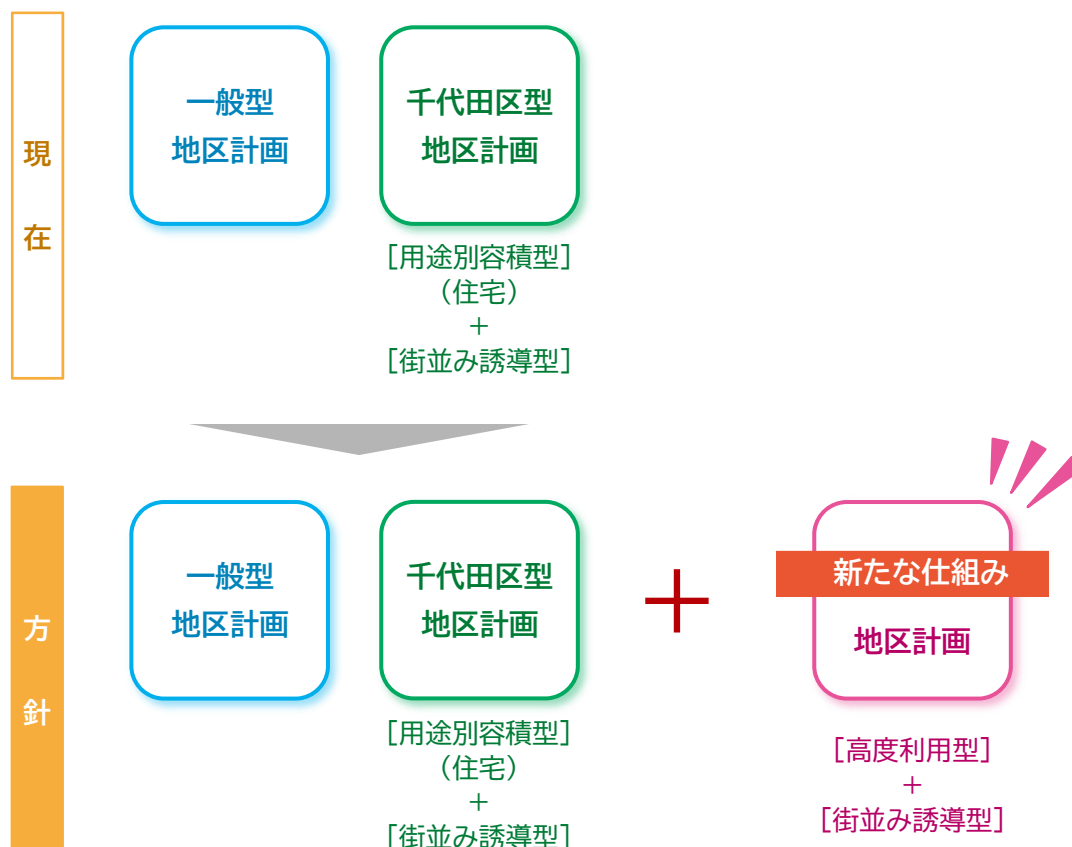 現在
一般型
地区計画
千代田区型
地区計画
［用途別容積型］
（住宅）
＋
［街並み誘導型］
方針
一般型
地区計画
千代田区型
地区計画
［用途別容積型］
（住宅）
＋
［街並み誘導型］
＋
新たな仕組み
地区計画
［高度利用型］
＋
［街並み誘導型］